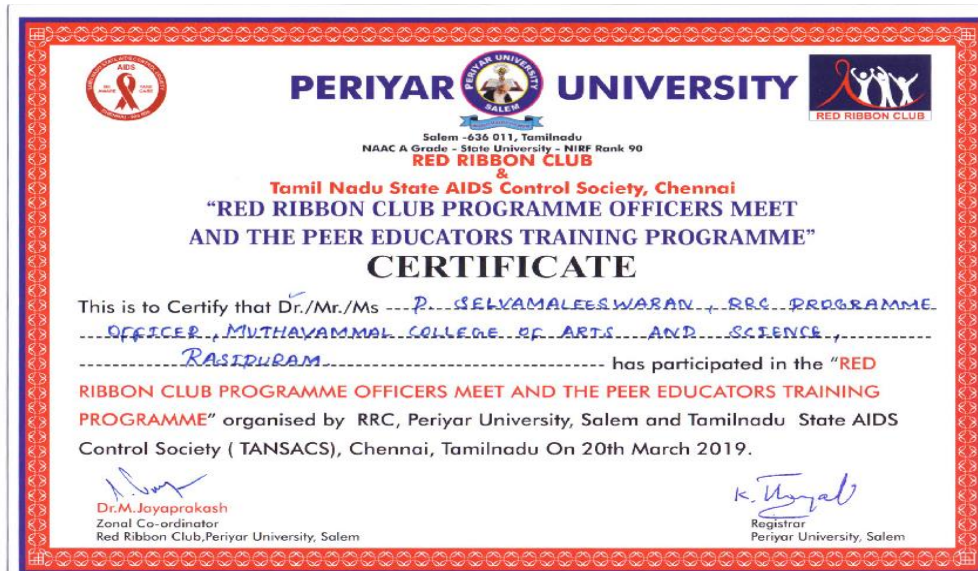 PERIYAR UNIVERSITY
PERIYAR UNIVERSITY
SALEM
AIDS
RED RIBBON CLUB
Salem -636 011, Tamilnadu
NAAC A Grade - State University - NIRF Rank 90
RED RIBBON CLUB
&
Tamil Nadu State AIDS Control Society, Chennai
“RED RIBBON CLUB PROGRAMME OFFICERS MEET
AND THE PEER EDUCATORS TRAINING PROGRAMME”
CERTIFICATE
This is to Certify that Dr./Mr./Ms P. SELVAMALEESWARAN, RRC PROGRAMME
OFFICER, MUTHAYAMMAL COLLEGE OF ARTS AND SCIENCE,
RASIPURAM has participated in the “RED
RIBBON CLUB PROGRAMME OFFICERS MEET AND THE PEER EDUCATORS TRAINING
PROGRAMME” organised by RRC, Periyar University, Salem and Tamilnadu State AIDS
Control Society ( TANSACS), Chennai, Tamilnadu On 20th March 2019.
Dr.M.Jayaprakash
Zonal Co-ordinator
Red Ribbon Club,Periyar University, Salem
Registrar
Periyar University, Salem